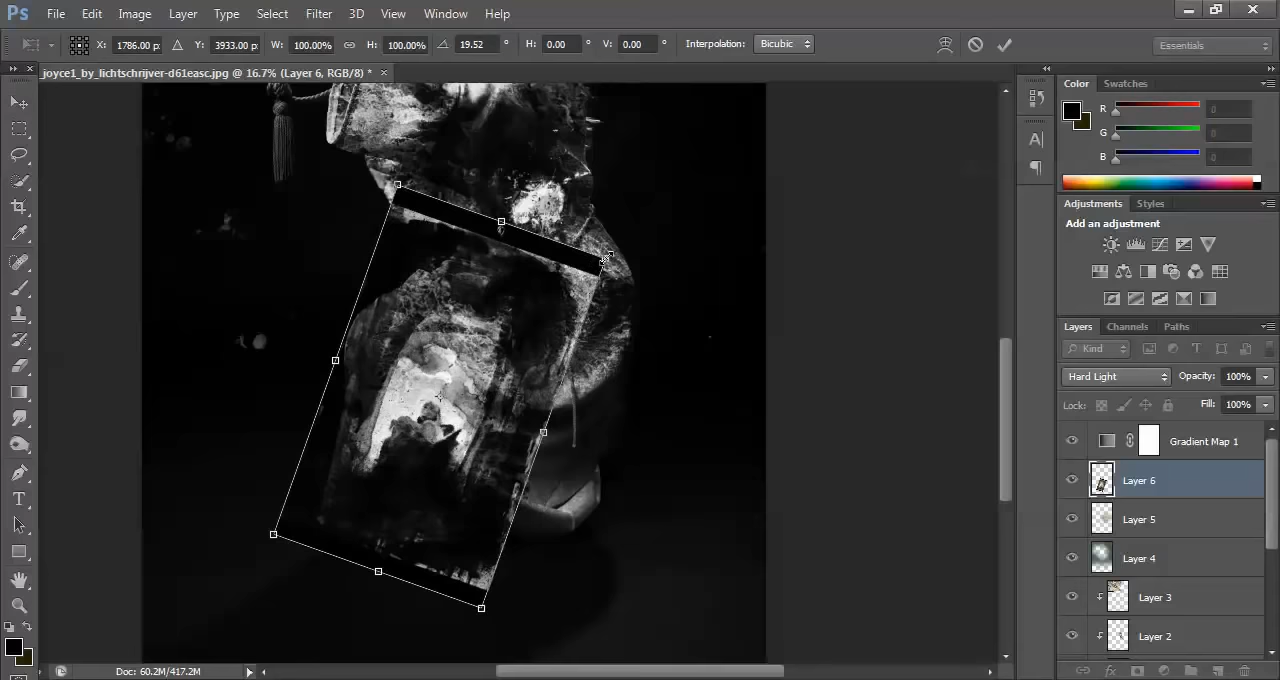 Ps File Edit Image Layer Type Select Filter 3D View Window Help
X: 1786.00 p: Y: 3933.00 p: W: 100.00% H: 100.00% 19.52 ° H: 0.00 ° V: 0.00 ° Interpolation: Bicubic Essentials
joyce1_by_lichtschrijver-d61easc.jpg @ 16.7% (Layer 6, RGB/8) * ×
Color Swatches
R 0
G 0
B 0
Adjustments Styles
Add an adjustment
Layers Channels Paths
Kind
Hard Light Opacity: 100%
Lock: Fill: 100%
Gradient Map 1
Layer 6
Layer 5
Layer 4
Layer 3
Layer 2
Doc: 60.2M/417.2M